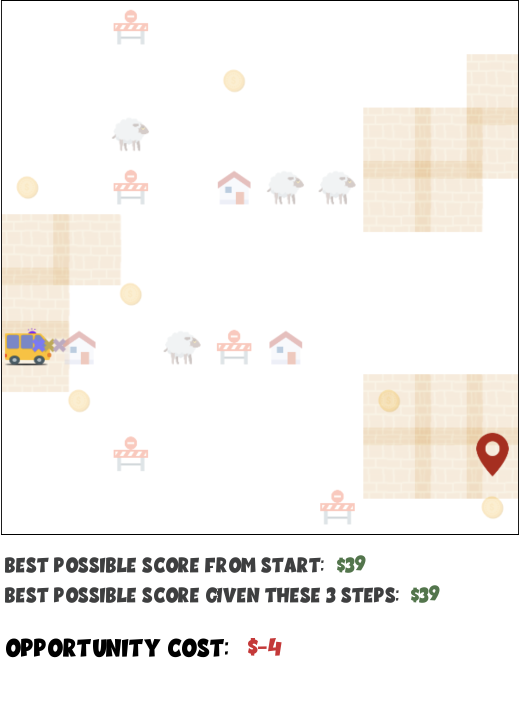 BEST POSSIBLE SCORE FROM START: $39
BEST POSSIBLE SCORE GIVEN THESE 3 STEPS: $39
OPPORTUNITY COST: $-4